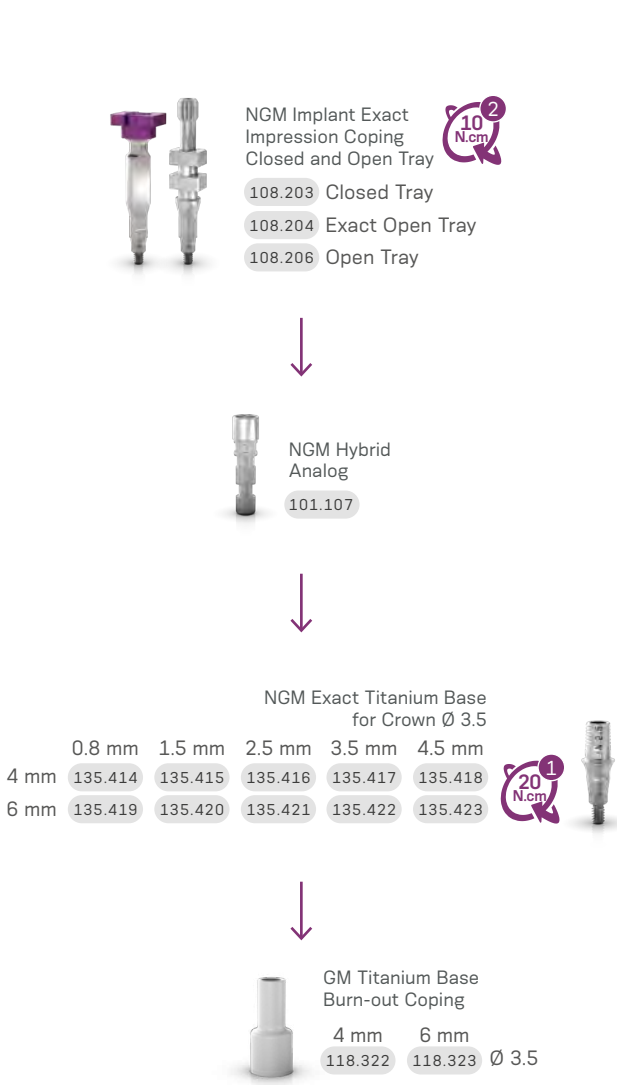 NGM Implant Exact
Impression Coping
Closed and Open Tray
10
N.cm
2
108.203 Closed Tray
108.204 Exact Open Tray
108.206 Open Tray
NGM Hybrid
Analog
101.107
NGM Exact Titanium Base
for Crown Ø 3.5
0.8 mm 1.5 mm 2.5 mm 3.5 mm 4.5 mm
4 mm 135.414 135.415 135.416 135.417 135.418
6 mm 135.419 135.420 135.421 135.422 135.423
20
N.cm
1
GM Titanium Base
Burn-out Coping
4 mm 6 mm
118.322 118.323 Ø 3.5